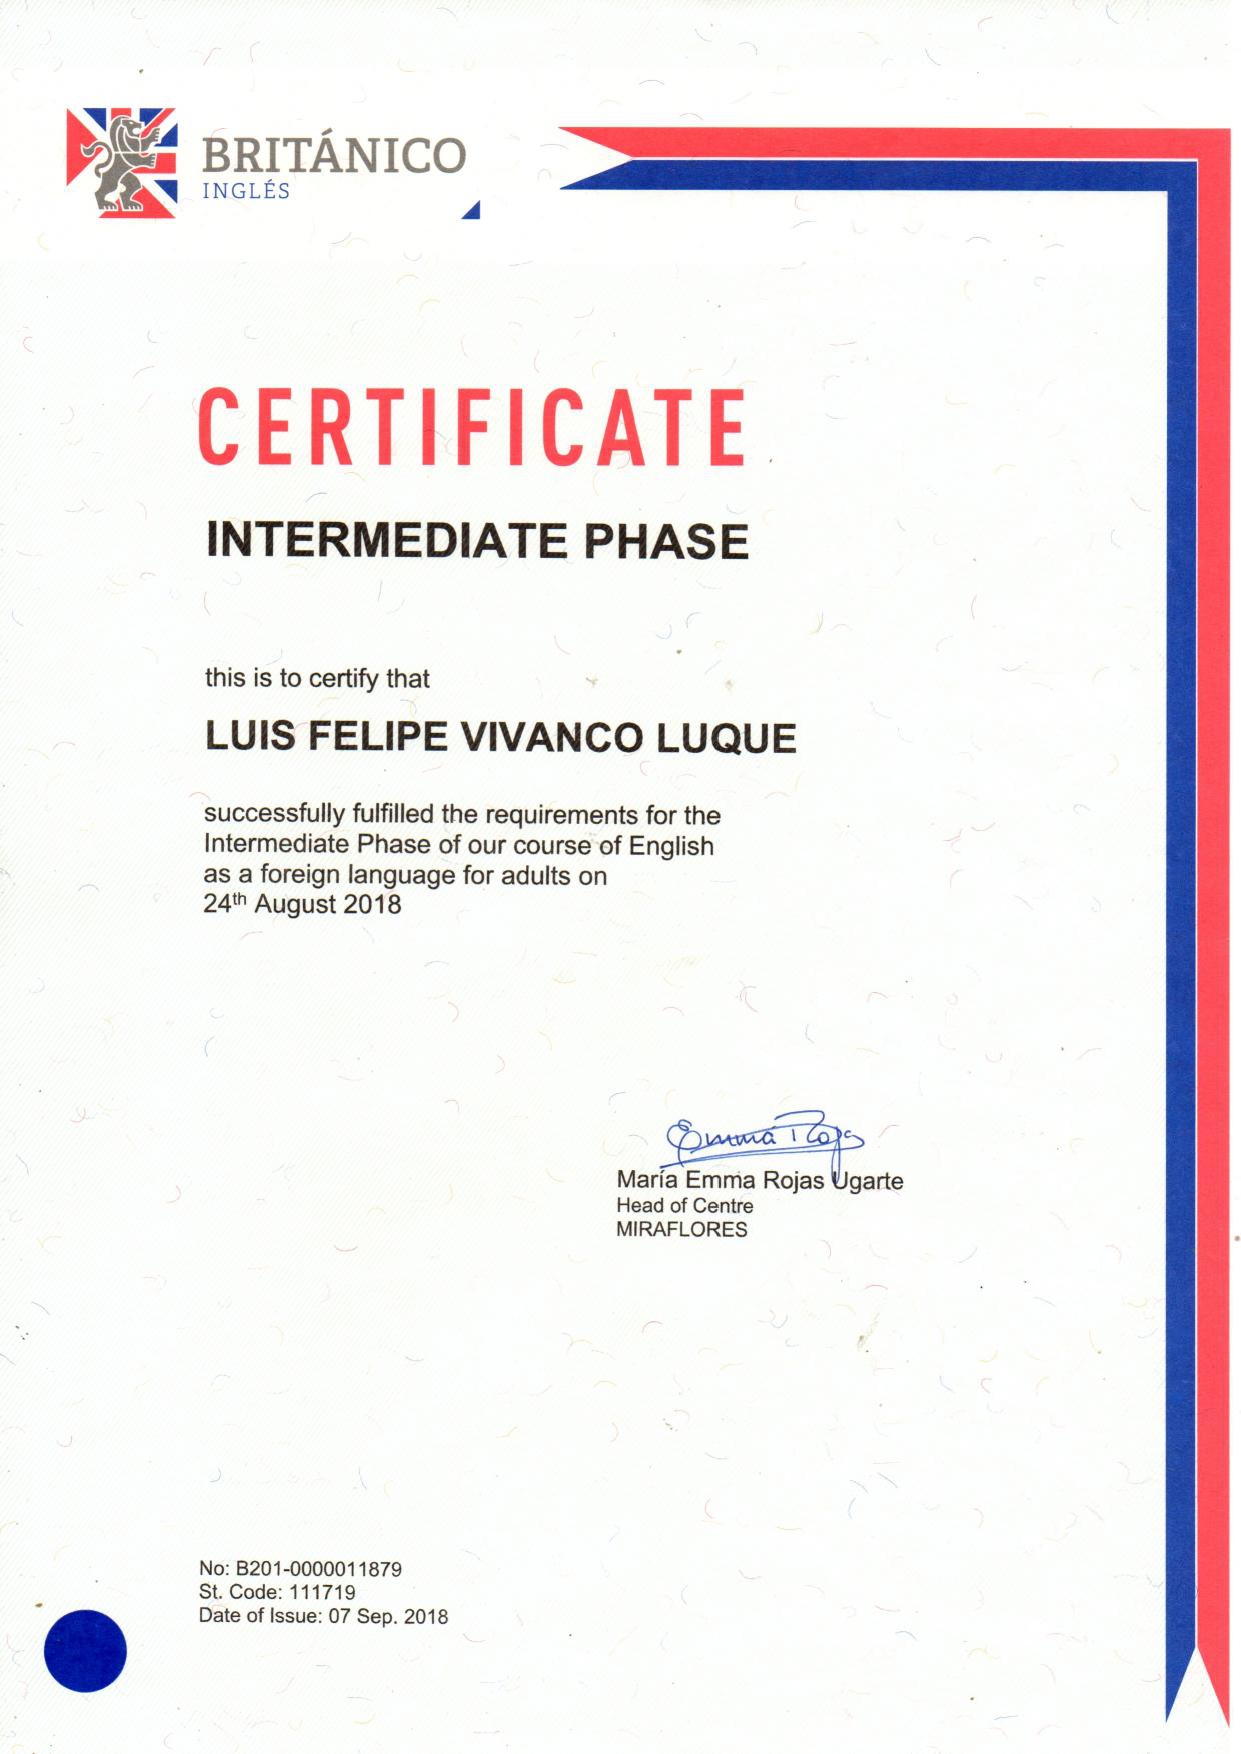 BRITÁNICO
INGLÉS
CERTIFICATE
INTERMEDIATE PHASE
this is to certify that
LUIS FELIPE VIVANCO LUQUE
successfully fulfilled the requirements for the
Intermediate Phase of our course of English
as a foreign language for adults on
24th August 2018
Emma Rojas
María Emma Rojas Ugarte
Head of Centre
MIRAFLORES
No: B201-0000011879
St. Code: 111719
Date of Issue: 07 Sep. 2018